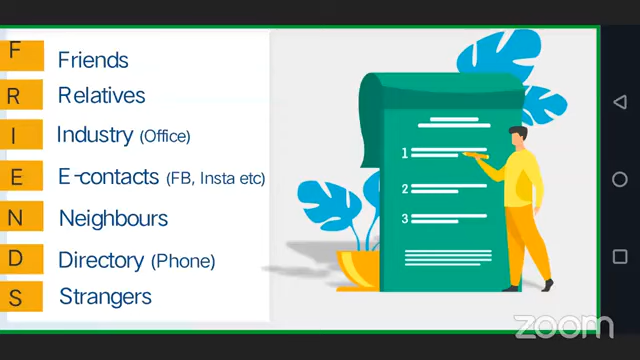 F Friends
R Relatives
I Industry (Office)
E E-contacts (FB, Insta etc)
N Neighbours
D Directory (Phone)
S Strangers
1
2
3
zoom